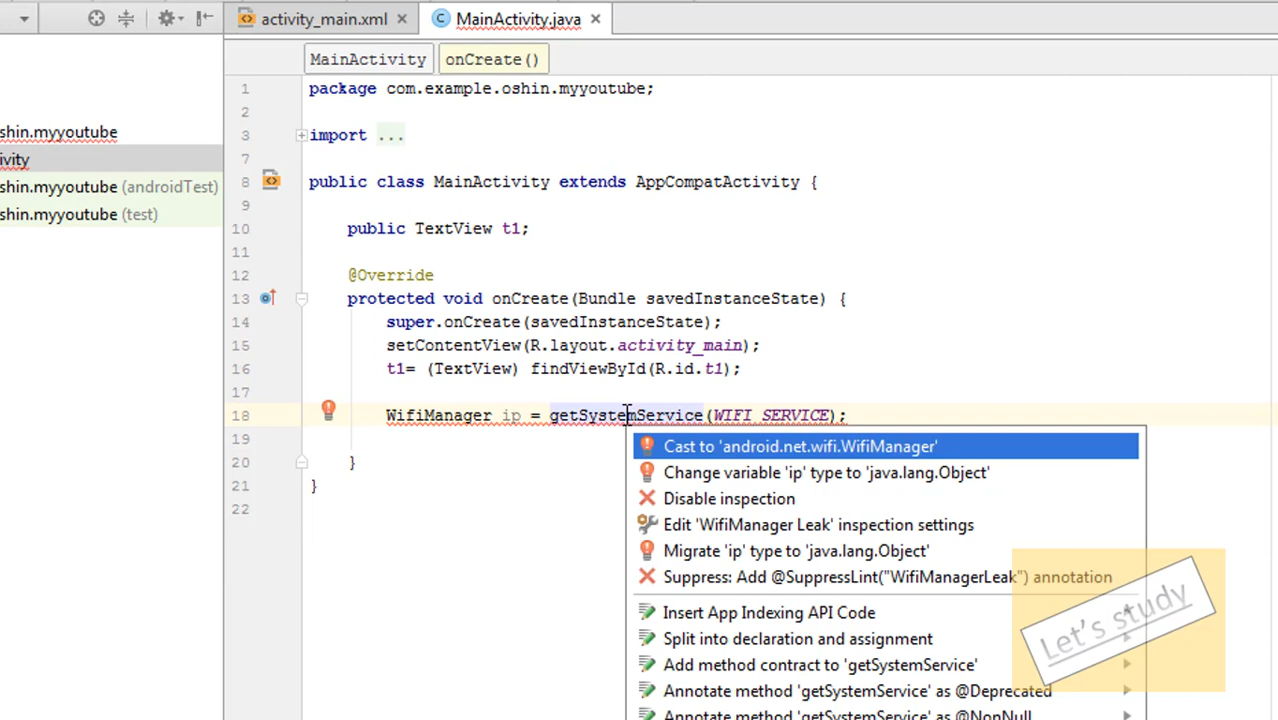 activity_main.xml
MainActivity.java
MainActivity
onCreate()
shin.myyoutube
ivity
shin.myyoutube (androidTest)
shin.myyoutube (test)
1 package com.example.oshin.myyoutube;
2
3 import ...
7
8 public class MainActivity extends AppCompatActivity {
9
10 public TextView t1;
11
12 @Override
13 protected void onCreate(Bundle savedInstanceState) {
14 super.onCreate(savedInstanceState);
15 setContentView(R.layout.activity_main);
16 t1= (TextView) findViewById(R.id.t1);
17
18 WifiManager ip = getSystemService(WIFI_SERVICE);
19
20 }
21 }
22
Cast to 'android.net.wifi.WifiManager'
Change variable 'ip' type to 'java.lang.Object'
Disable inspection
Edit 'WifiManager Leak' inspection settings
Migrate 'ip' type to 'java.lang.Object'
Suppress: Add @SuppressLint("WifiManagerLeak") annotation
Insert App Indexing API Code
Split into declaration and assignment
Add method contract to 'getSystemService'
Annotate method 'getSystemService' as @Deprecated
Annotate method 'getSystemService' as @NonNull
Let's study